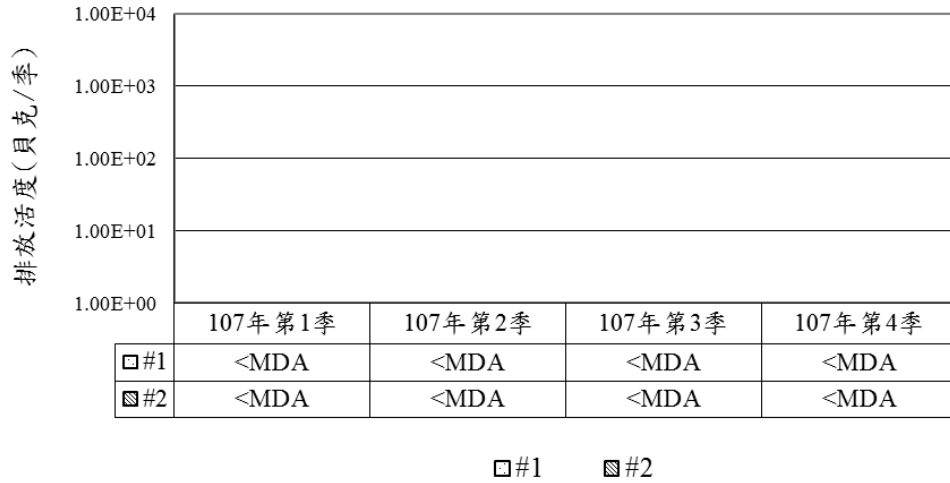 排放活度(貝克/季)
1.00E+04
1.00E+03
1.00E+02
1.00E+01
1.00E+00
107年第1季 107年第2季 107年第3季 107年第4季
#1 <MDA <MDA <MDA <MDA
#2 <MDA <MDA <MDA <MDA
#1 #2